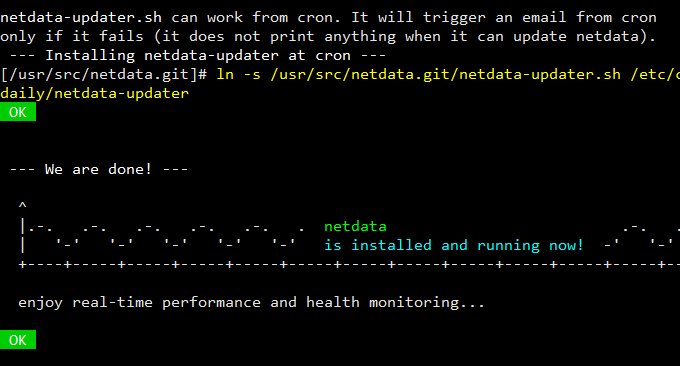 netdata-updater.sh can work from cron. It will trigger an email from cron
only if it fails (it does not print anything when it can update netdata).
 --- Installing netdata-updater at cron ---
[/usr/src/netdata.git]# ln -s /usr/src/netdata.git/netdata-updater.sh /etc/c
daily/netdata-updater
 OK

 --- We are done! ---

  ^
  |.-.   .-.   .-.   .-.   .-.   .  netdata                          .-.   .
  |   '-'   '-'   '-'   '-'   '-'   is installed and running now!  -'   '-'
  +----+-----+-----+-----+-----+-----+-----+-----+-----+-----+-----+-----+---

  enjoy real-time performance and health monitoring...

 OK